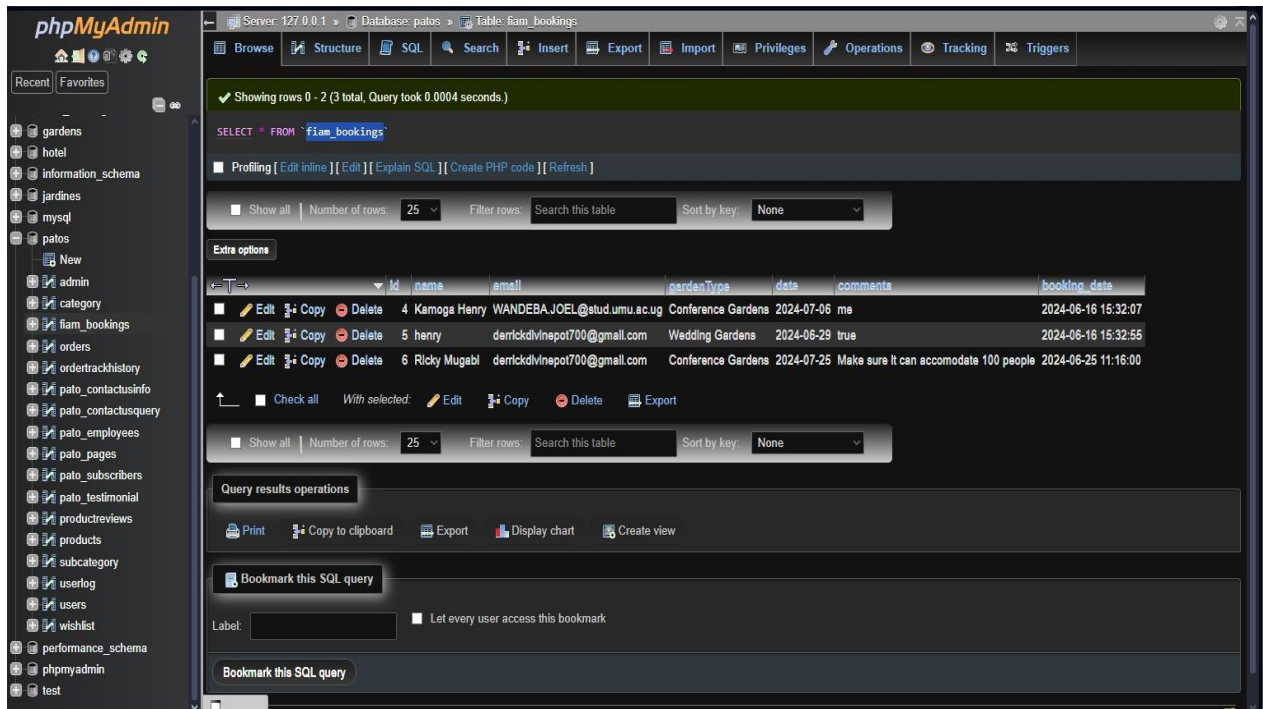 phpMyAdmin
Recent Favorites
gardens
hotel
information_schema
jardines
mysql
patos
New
admin
category
fiam_bookings
orders
ordertrackhistory
pato_contactusinfo
pato_contactusquery
pato_employees
pato_pages
pato_subscribers
pato_testimonial
productreviews
products
subcategory
userlog
users
wishlist
performance_schema
phpmyadmin
test
Server: 127.0.0.1 » Database: patos » Table: fiam_bookings
Browse Structure SQL Search Insert Export Import Privileges Operations Tracking Triggers
Showing rows 0 - 2 (3 total, Query took 0.0004 seconds.)
SELECT * FROM `fiam_bookings`
Profiling [ Edit inline ] [ Edit ] [ Explain SQL ] [ Create PHP code ] [ Refresh ]
Show all | Number of rows: 25 Filter rows: Search this table Sort by key: None
Extra options
←T→ id name email gardenType date comments booking_date
Edit Copy Delete 4 Kamoga Henry WANDEBA.JOEL@stud.umu.ac.ug Conference Gardens 2024-07-06 me 2024-06-16 15:32:07
Edit Copy Delete 5 henry derrickdivinepot700@gmail.com Wedding Gardens 2024-06-29 true 2024-06-16 15:32:55
Edit Copy Delete 6 Ricky Mugabi derrickdivinepot700@gmail.com Conference Gardens 2024-07-25 Make sure it can accomodate 100 people 2024-06-25 11:16:00
Check all With selected: Edit Copy Delete Export
Show all | Number of rows: 25 Filter rows: Search this table Sort by key: None
Query results operations
Print Copy to clipboard Export Display chart Create view
Bookmark this SQL query
Label: Let every user access this bookmark
Bookmark this SQL query